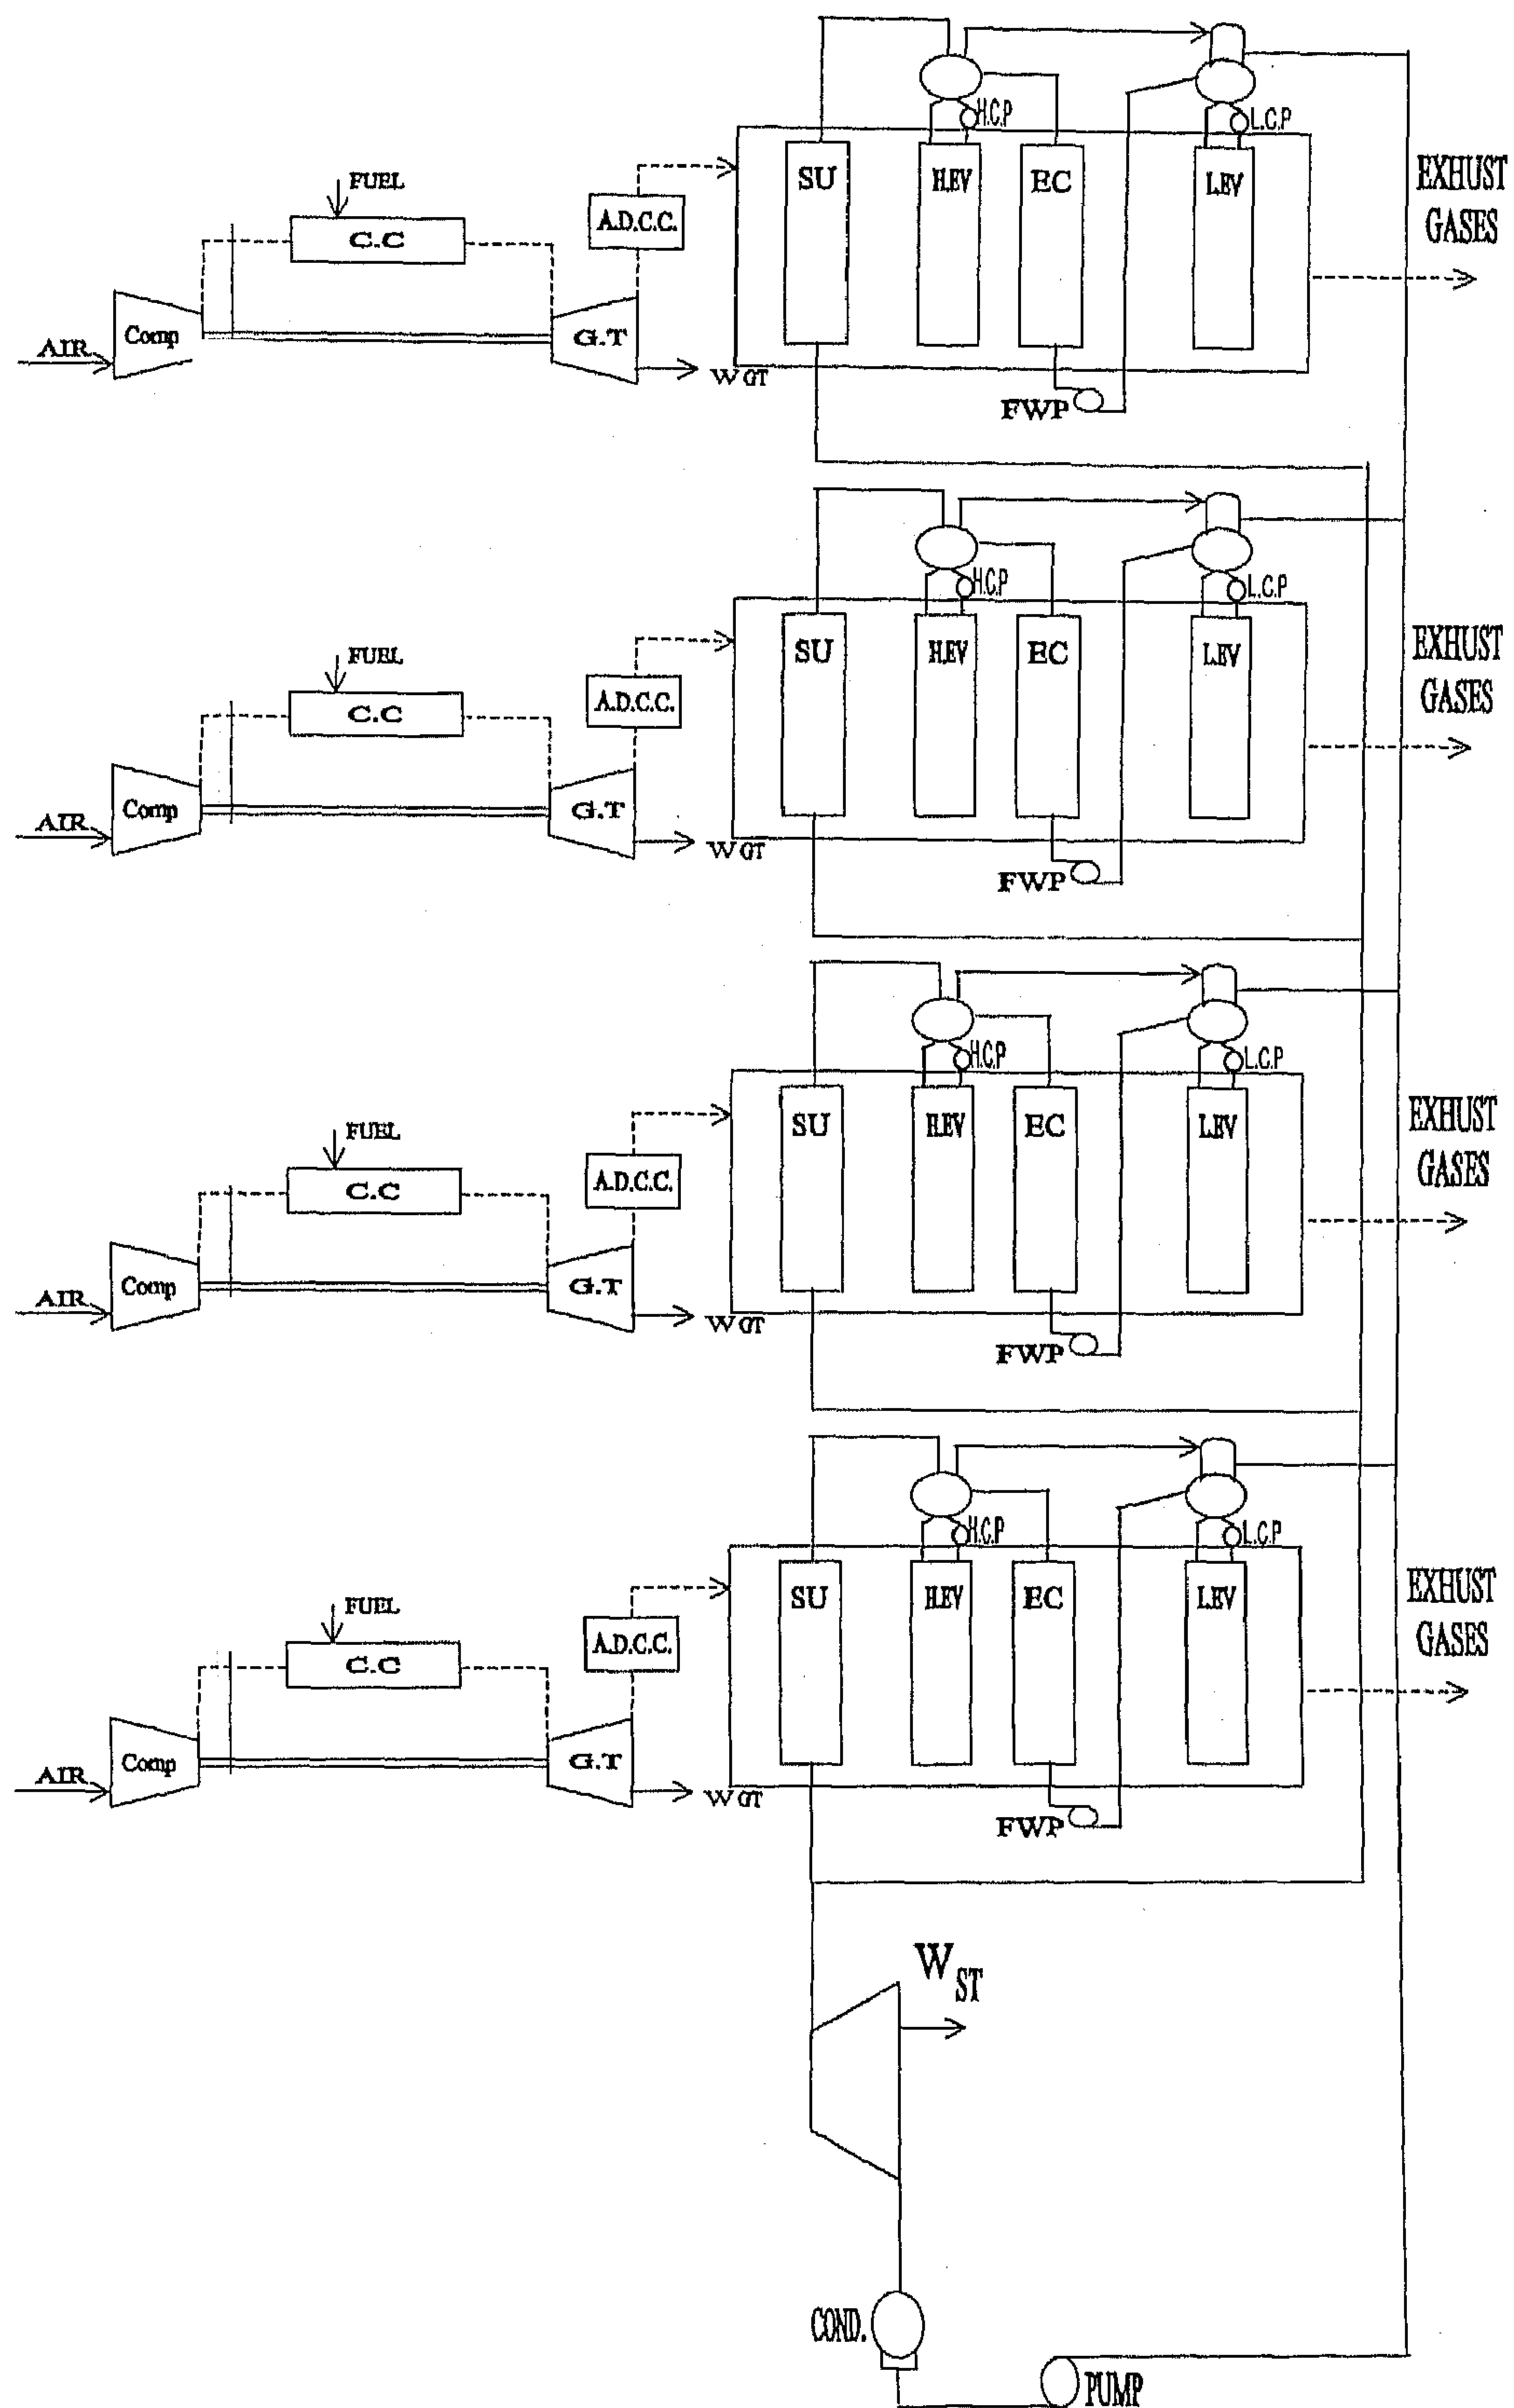 H.C.P
L.C.P
SU
H.EV
EC
L.EV
EXHUST
GASES
FUEL
A.D.C.C.
C.C
Comp
G.T
AIR
W GT
FWP
H.C.P
L.C.P
SU
H.EV
EC
L.EV
EXHUST
GASES
FUEL
A.D.C.C.
C.C
Comp
G.T
AIR
W GT
FWP
H.C.P
L.C.P
SU
H.EV
EC
L.EV
EXHUST
GASES
FUEL
A.D.C.C.
C.C
Comp
G.T
AIR
W GT
FWP
H.C.P
L.C.P
SU
H.EV
EC
L.EV
EXHUST
GASES
FUEL
A.D.C.C.
C.C
Comp
G.T
AIR
W GT
FWP
W ST
COND.
PUMP